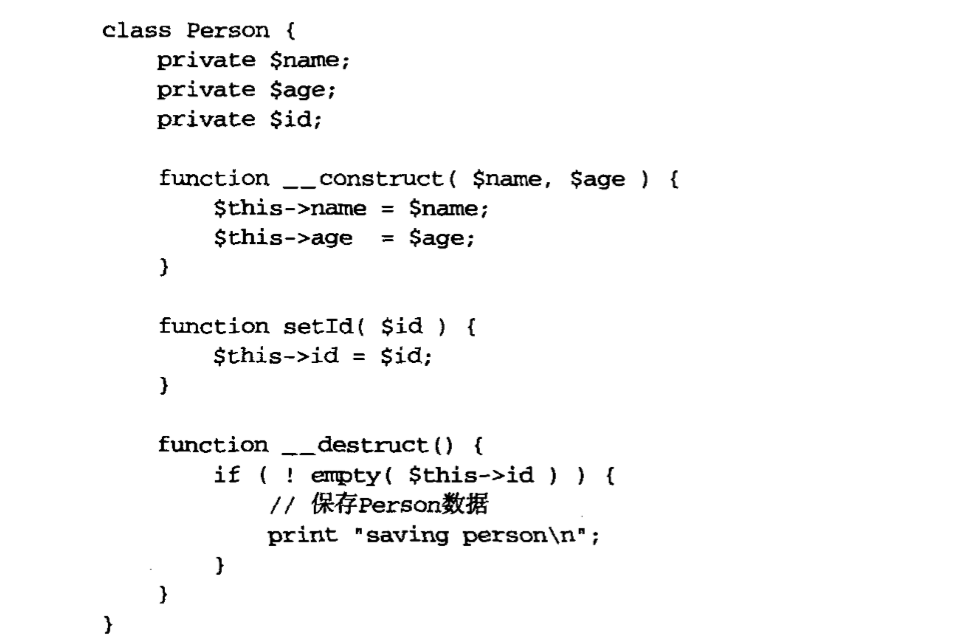 class Person {
    private $name;
    private $age;
    private $id;

    function __construct( $name, $age ) {
        $this->name = $name;
        $this->age  = $age;
    }

    function setId( $id ) {
        $this->id = $id;
    }

    function __destruct() {
        if ( ! empty( $this->id ) ) {
            // 保存Person数据
            print "saving person\n";
        }
    }
}